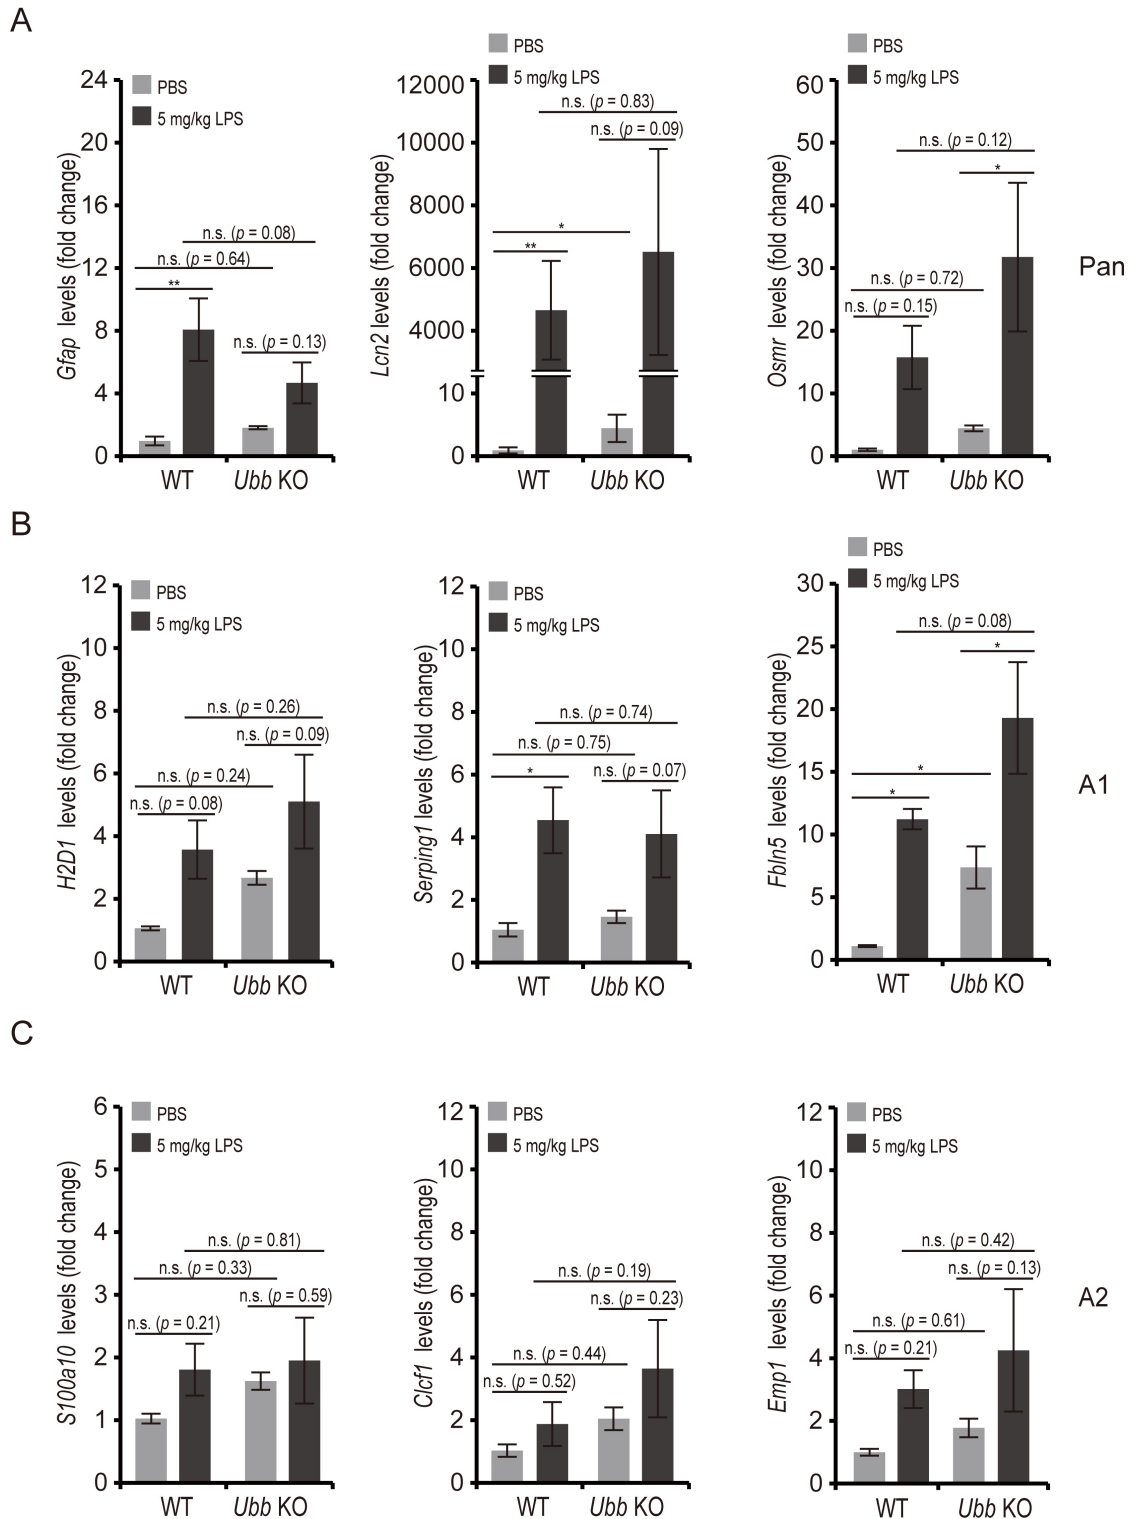 A
PBS
5 mg/kg LPS
24
20
16
12
8
4
0
Gfap levels (fold change)
n.s. (p = 0.08)
n.s. (p = 0.64)
**
n.s. (p = 0.13)
WT
Ubb KO
PBS
5 mg/kg LPS
12000
10000
8000
6000
4000
10
0
Lcn2 levels (fold change)
n.s. (p = 0.83)
n.s. (p = 0.09)
*
**
WT
Ubb KO
PBS
5 mg/kg LPS
60
50
40
30
20
10
0
Osmr levels (fold change)
n.s. (p = 0.12)
*
n.s. (p = 0.72)
n.s. (p = 0.15)
WT
Ubb KO
Pan
B
PBS
5 mg/kg LPS
12
10
8
6
4
2
0
H2D1 levels (fold change)
n.s. (p = 0.26)
n.s. (p = 0.09)
n.s. (p = 0.24)
n.s. (p = 0.08)
WT
Ubb KO
PBS
5 mg/kg LPS
12
10
8
6
4
2
0
Serping1 levels (fold change)
n.s. (p = 0.74)
n.s. (p = 0.75)
*
n.s. (p = 0.07)
WT
Ubb KO
PBS
5 mg/kg LPS
30
25
20
15
10
5
0
Fbln5 levels (fold change)
n.s. (p = 0.08)
*
*
*
WT
Ubb KO
A1
C
PBS
5 mg/kg LPS
6
5
4
3
2
1
0
S100a10 levels (fold change)
n.s. (p = 0.81)
n.s. (p = 0.33)
n.s. (p = 0.59)
n.s. (p = 0.21)
WT
Ubb KO
PBS
5 mg/kg LPS
12
10
8
6
4
2
0
Clcf1 levels (fold change)
n.s. (p = 0.19)
n.s. (p = 0.23)
n.s. (p = 0.44)
n.s. (p = 0.52)
WT
Ubb KO
PBS
5 mg/kg LPS
12
10
8
6
4
2
0
Emp1 levels (fold change)
n.s. (p = 0.42)
n.s. (p = 0.13)
n.s. (p = 0.61)
n.s. (p = 0.21)
WT
Ubb KO
A2